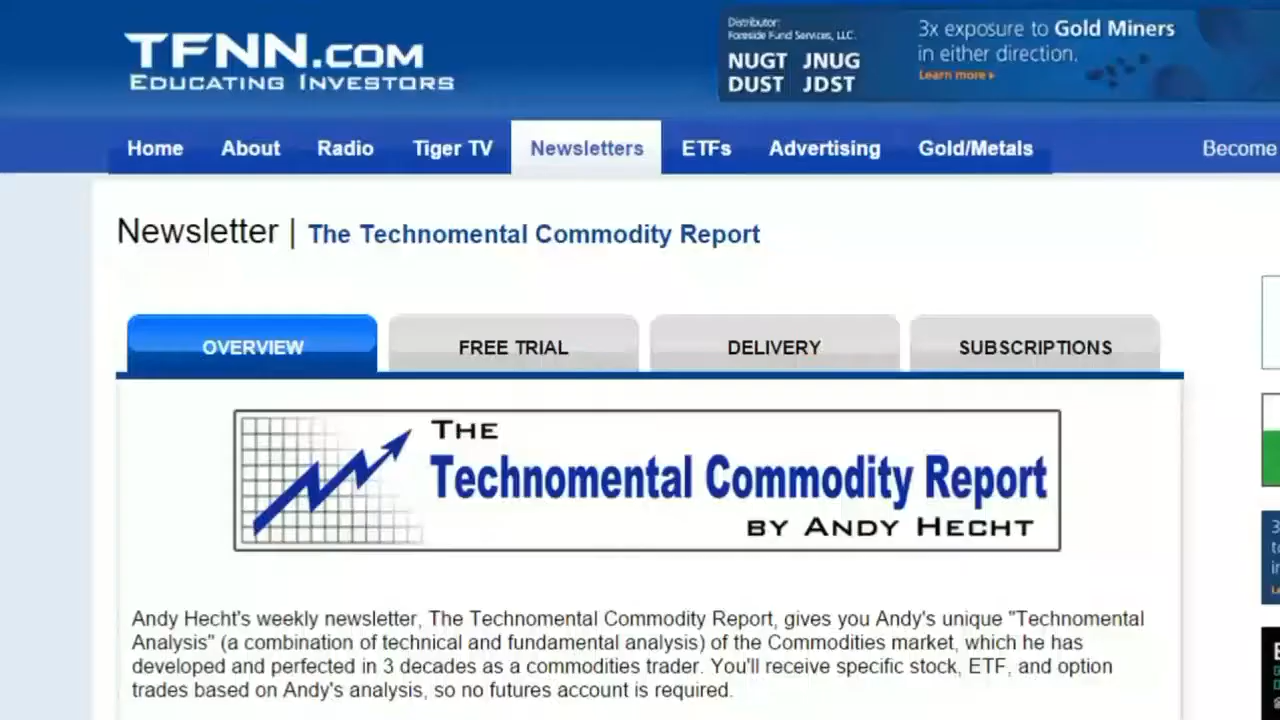 TFNN.COM
EDUCATING INVESTORS
Distributor:
Foreside Fund Services, LLC.
NUGT JNUG
DUST JDST
3x exposure to Gold Miners
in either direction.
Learn more
Home About Radio Tiger TV Newsletters ETFs Advertising Gold/Metals Become
Newsletter | The Technomental Commodity Report
OVERVIEW FREE TRIAL DELIVERY SUBSCRIPTIONS
THE
Technomental Commodity Report
BY ANDY HECHT
Andy Hecht's weekly newsletter, The Technomental Commodity Report, gives you Andy's unique "Technomental
Analysis" (a combination of technical and fundamental analysis) of the Commodities market, which he has
developed and perfected in 3 decades as a commodities trader. You'll receive specific stock, ETF, and option
trades based on Andy's analysis, so no futures account is required.